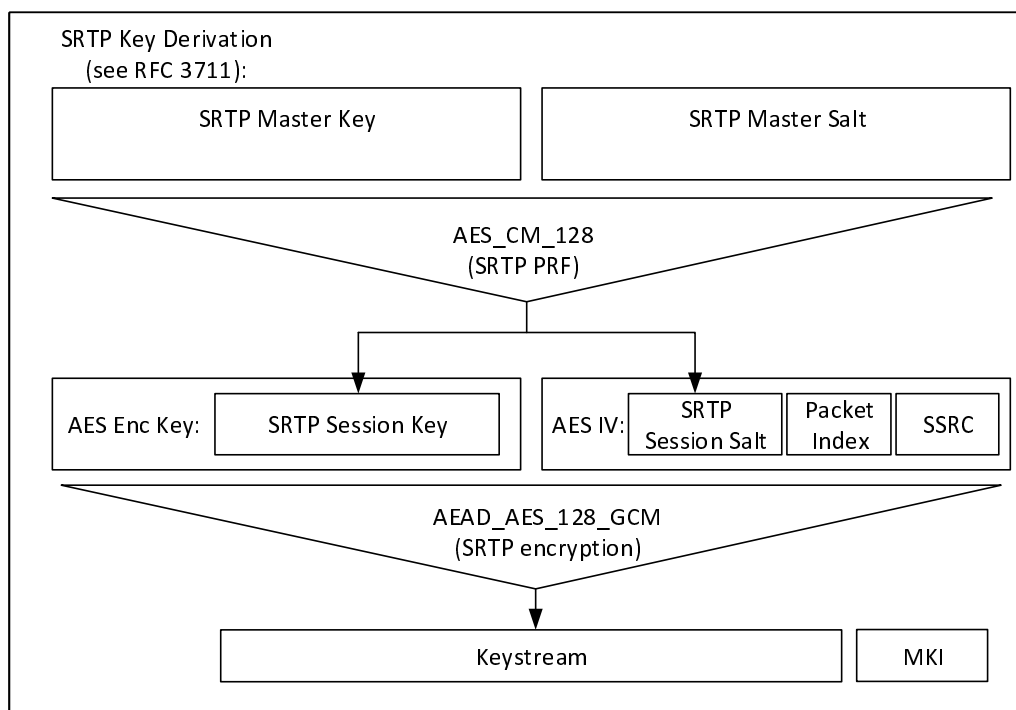 SRTP Key Derivation
(see RFC 3711):
SRTP Master Key
SRTP Master Salt
AES_CM_128
(SRTP PRF)
AES Enc Key:
SRTP Session Key
AES IV:
SRTP
Session Salt
Packet
Index
SSRC
AEAD_AES_128_GCM
(SRTP encryption)
Keystream
MKI